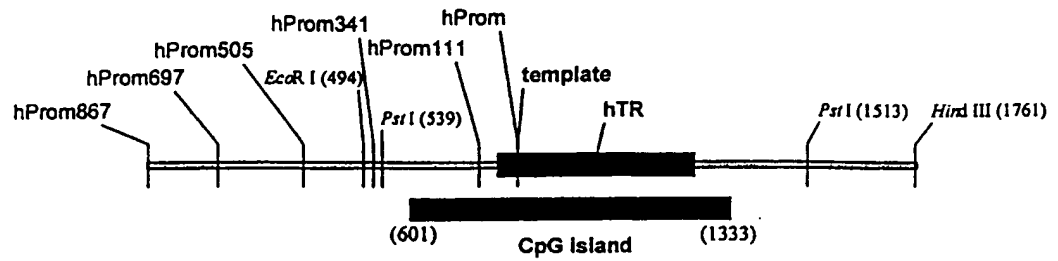 hProm867
hProm697
hProm505
EcoR I (494)
hProm341
Pst I (539)
hProm111
hProm
template
hTR
Pst I (1513)
Hind III (1761)
(601)
CpG island
(1333)